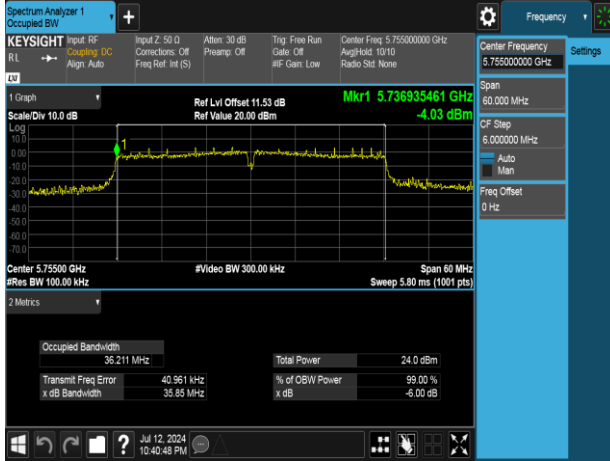 Spectrum Analyzer 1
Occupied BW
Frequency
KEYSIGHT
Input: RF
Coupling: DC
Align: Auto
Input Z: 50 Ω
Corrections: Off
Freq Ref: Int (S)
Atten: 30 dB
Preamp: Off
Trig: Free Run
Gate: Off
#IF Gain: Low
Center Freq: 5.755000000 GHz
Avg|Hold: 10/10
Radio Std: None
RL
LXI
Center Frequency
5.755000000 GHz
Settings
Span
60.000 MHz
CF Step
6.000000 MHz
Auto
Man
Freq Offset
0 Hz
1 Graph
Scale/Div 10.0 dB
Ref Lvl Offset 11.53 dB
Ref Value 20.00 dBm
Mkr1 5.736935461 GHz
-4.03 dBm
Log
10.0
0.00
-10.0
-20.0
-30.0
-40.0
-50.0
-60.0
-70.0
1
Center 5.75500 GHz
#Res BW 100.00 kHz
#Video BW 300.00 kHz
Span 60 MHz
Sweep 5.80 ms (1001 pts)
2 Metrics
Occupied Bandwidth
36.211 MHz
Total Power 24.0 dBm
Transmit Freq Error 40.961 kHz
% of OBW Power 99.00 %
x dB Bandwidth 35.85 MHz
x dB -6.00 dB
Jul 12, 2024
10:40:48 PM